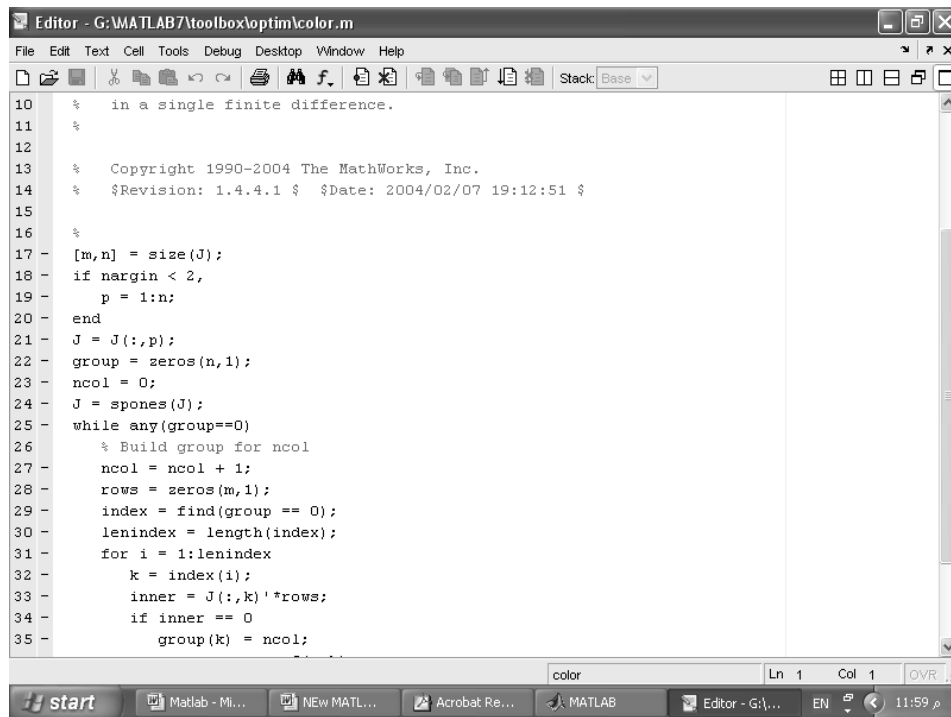 Editor - G:\MATLAB7\toolbox\optim\color.m
File Edit Text Cell Tools Debug Desktop Window Help
Stack: Base
10 % in a single finite difference.
11 %
12
13 % Copyright 1990-2004 The MathWorks, Inc.
14 % $Revision: 1.4.4.1 $ $Date: 2004/02/07 19:12:51 $
15
16 %
17 - [m,n] = size(J);
18 - if nargin < 2,
19 - p = 1:n;
20 - end
21 - J = J(:,p);
22 - group = zeros(n,1);
23 - ncol = 0;
24 - J = spones(J);
25 - while any(group==0)
26 % Build group for ncol
27 - ncol = ncol + 1;
28 - rows = zeros(m,1);
29 - index = find(group == 0);
30 - lenindex = length(index);
31 - for i = 1:lenindex
32 - k = index(i);
33 - inner = J(:,k)'*rows;
34 - if inner == 0
35 - group(k) = ncol;
color Ln 1 Col 1 OVR
start Matlab - Mi... NEw MATL... Acrobat Re... MATLAB Editor - G:\... EN 11:59 م